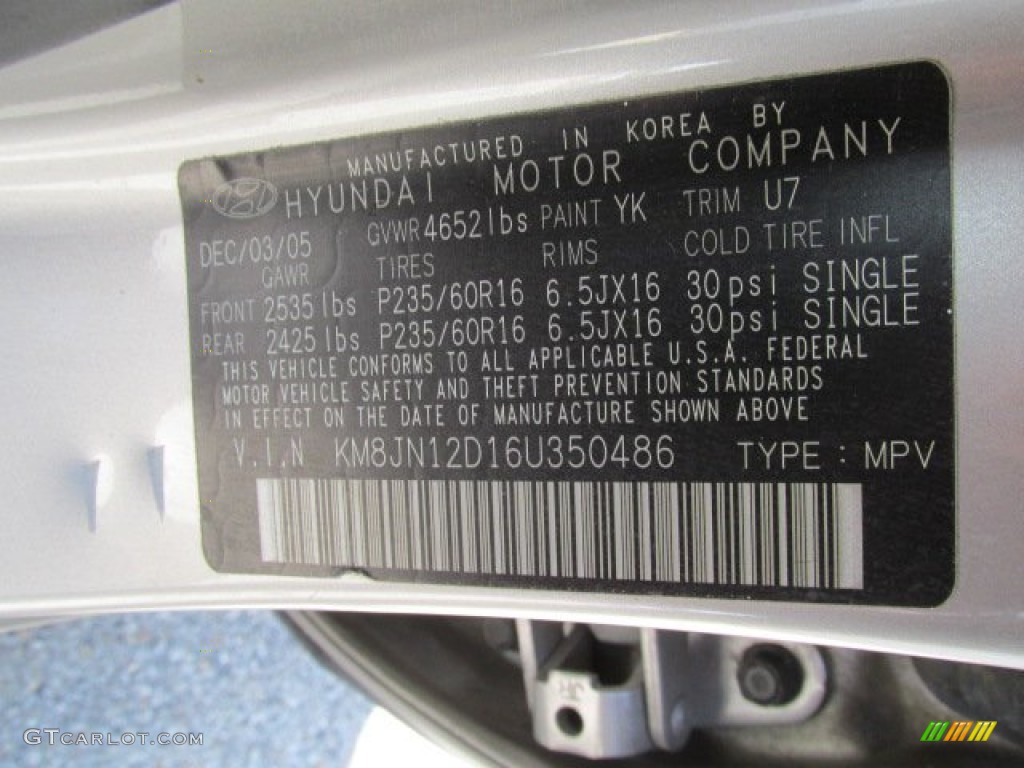 MANUFACTURED IN KOREA BY
HYUNDAI MOTOR COMPANY
DEC/03/05 GVWR 4652lbs PAINT YK TRIM U7
GAWR TIRES RIMS COLD TIRE INFL
FRONT 2535lbs P235/60R16 6.5JX16 30psi SINGLE
REAR 2425lbs P235/60R16 6.5JX16 30psi SINGLE
THIS VEHICLE CONFORMS TO ALL APPLICABLE U.S.A. FEDERAL
MOTOR VEHICLE SAFETY AND THEFT PREVENTION STANDARDS
IN EFFECT ON THE DATE OF MANUFACTURE SHOWN ABOVE
V.I.N KM8JN12D16U350486 TYPE : MPV
GTCARLOT.COM